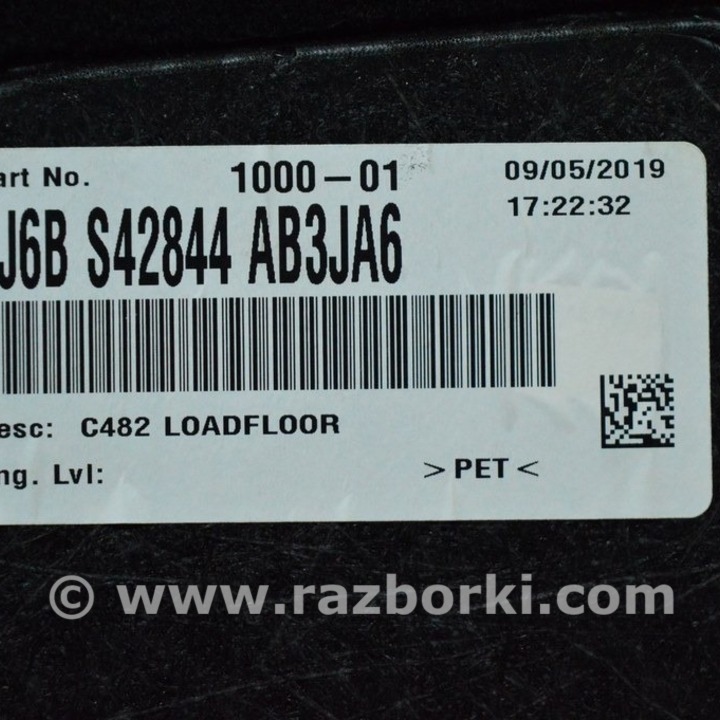 art No. 1000-01 09/05/2019
17:22:32
J6B S42844 AB3JA6
esc: C482 LOADFLOOR
ng. Lvl: >PET<
© www.razborki.com